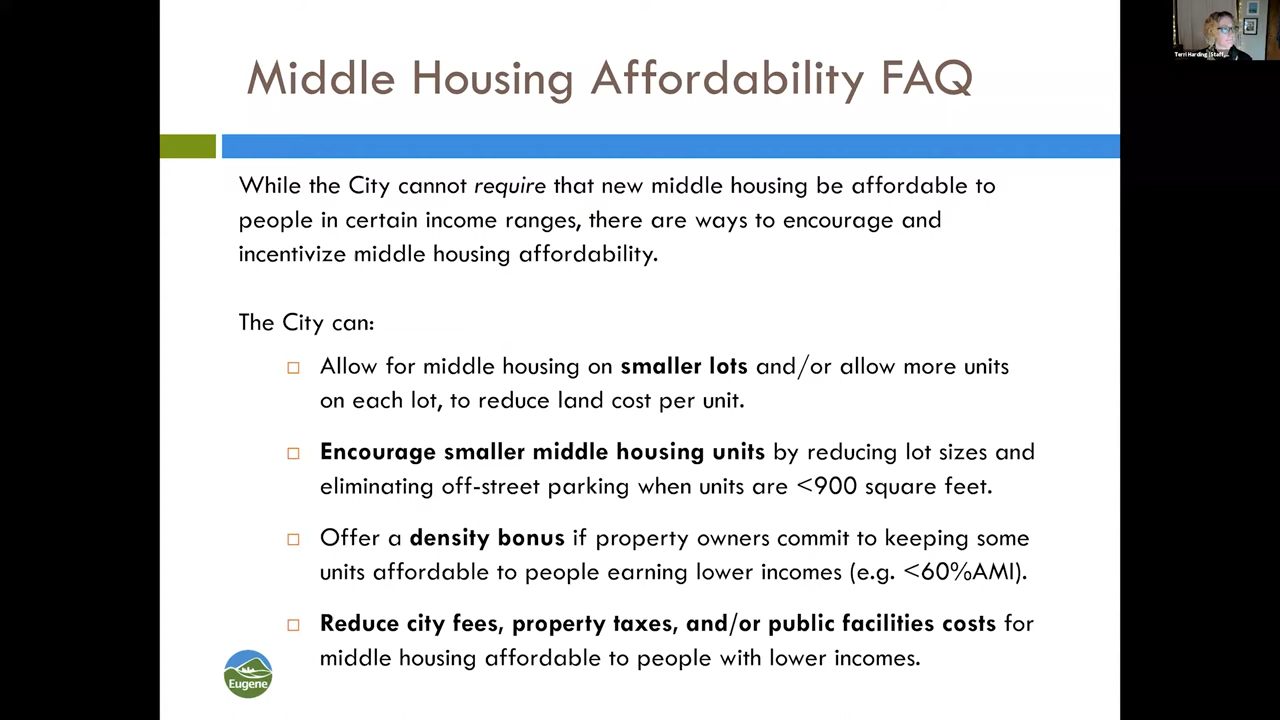 Middle Housing Affordability FAQ
Terri Harding (Staff,...
While the City cannot require that new middle housing be affordable to
people in certain income ranges, there are ways to encourage and
incentivize middle housing affordability.
The City can:
Allow for middle housing on smaller lots and/or allow more units
on each lot, to reduce land cost per unit.
Encourage smaller middle housing units by reducing lot sizes and
eliminating off-street parking when units are <900 square feet.
Offer a density bonus if property owners commit to keeping some
units affordable to people earning lower incomes (e.g. <60%AMI).
Reduce city fees, property taxes, and/or public facilities costs for
middle housing affordable to people with lower incomes.
Eugene